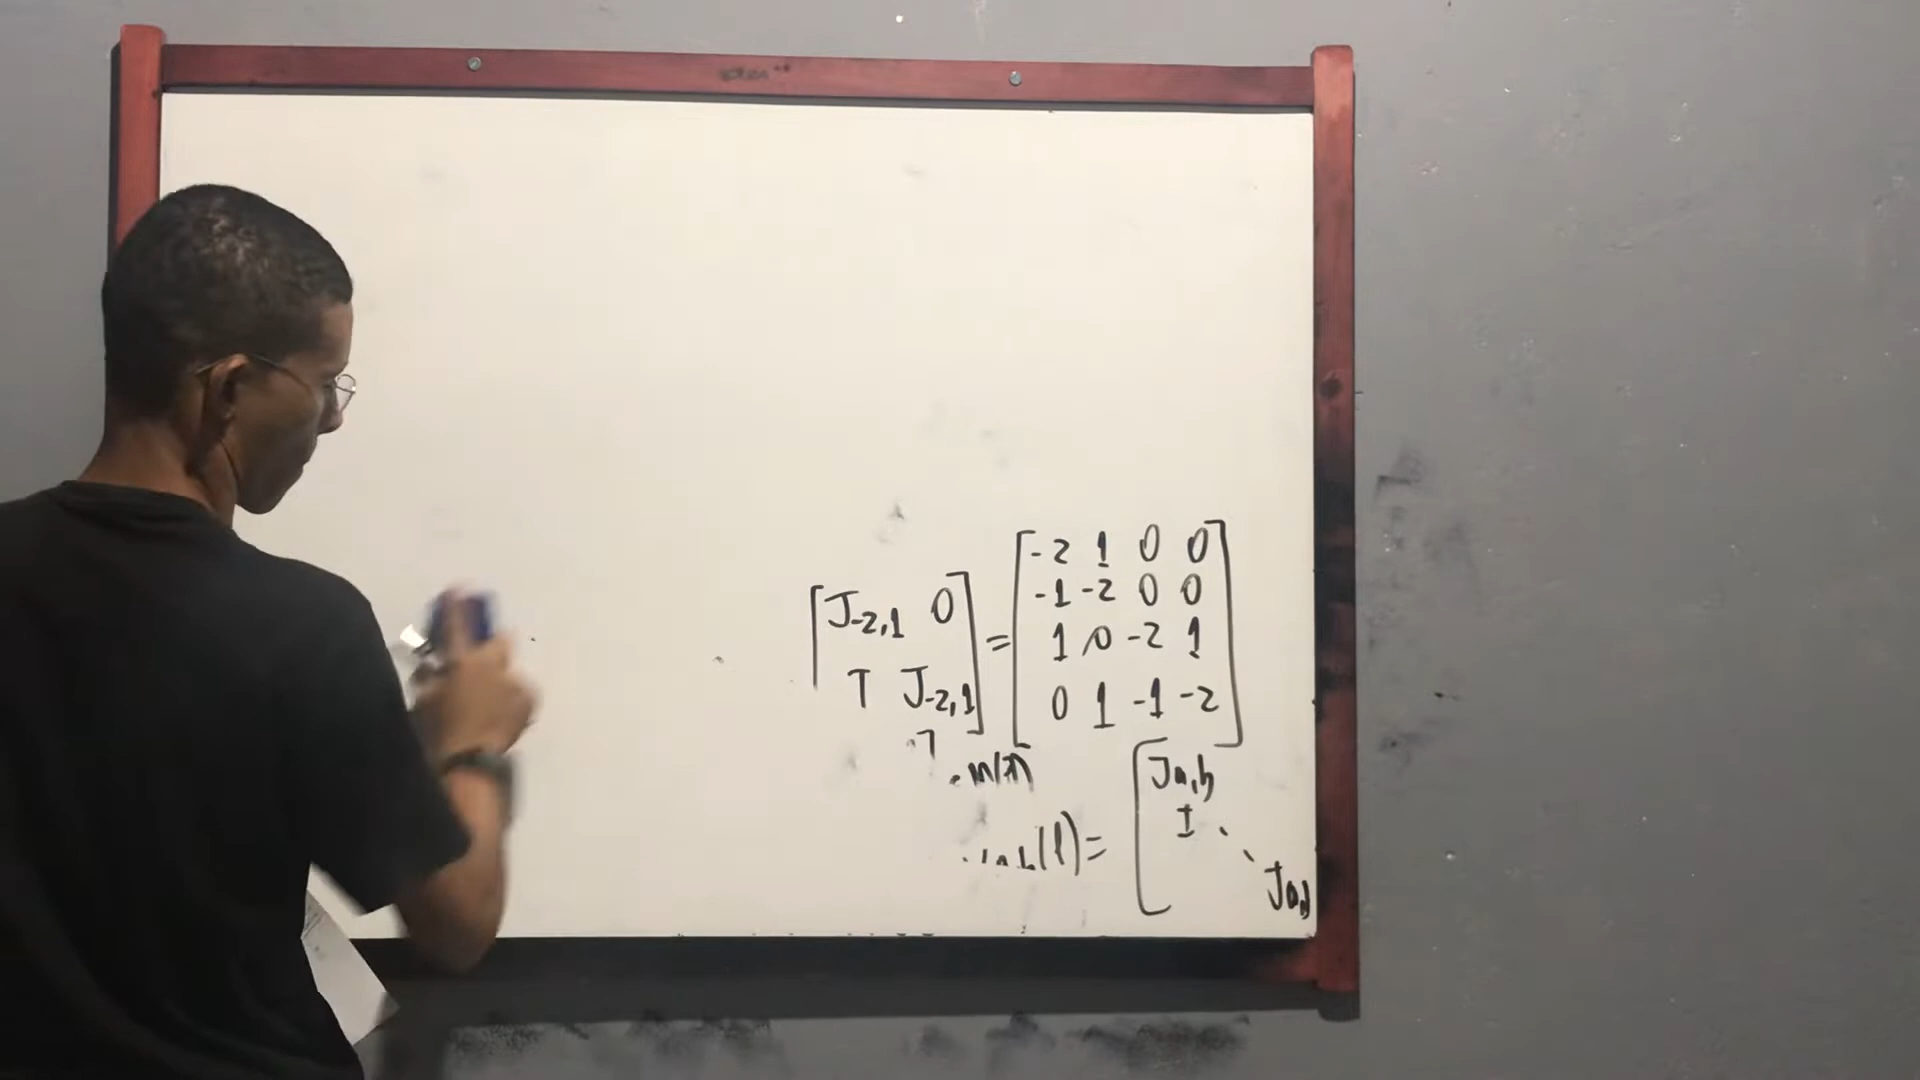 [J-2,1 0
T J-2,1] = [-2 1 0 0
-1 -2 0 0
1 0 -2 1
0 1 -1 -2]
(l) = [Ja,b
I ⋱
Ja,b